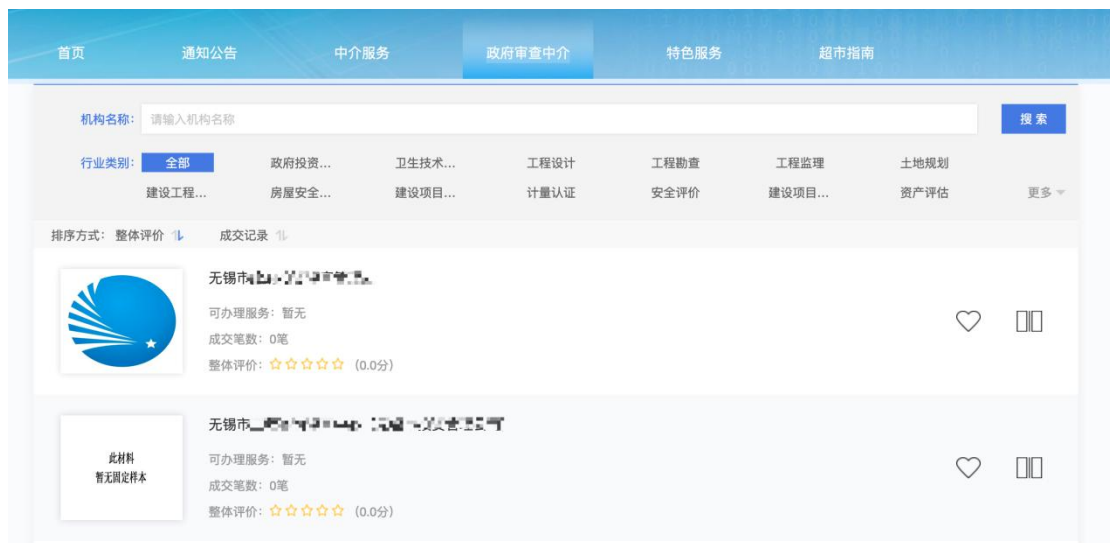 首页 通知公告 中介服务 政府审查中介 特色服务 超市指南
机构名称: 请输入机构名称 搜 索
行业类别: 全部 政府投资... 卫生技术... 工程设计 工程勘查 工程监理 土地规划
建设工程... 房屋安全... 建设项目... 计量认证 安全评价 建设项目... 资产评估 更多
排序方式: 整体评价 成交记录
无锡市
可办理服务: 暂无
成交笔数: 0笔
整体评价: (0.0分)
无锡市
此材料
暂无固定样本
可办理服务: 暂无
成交笔数: 0笔
整体评价: (0.0分)